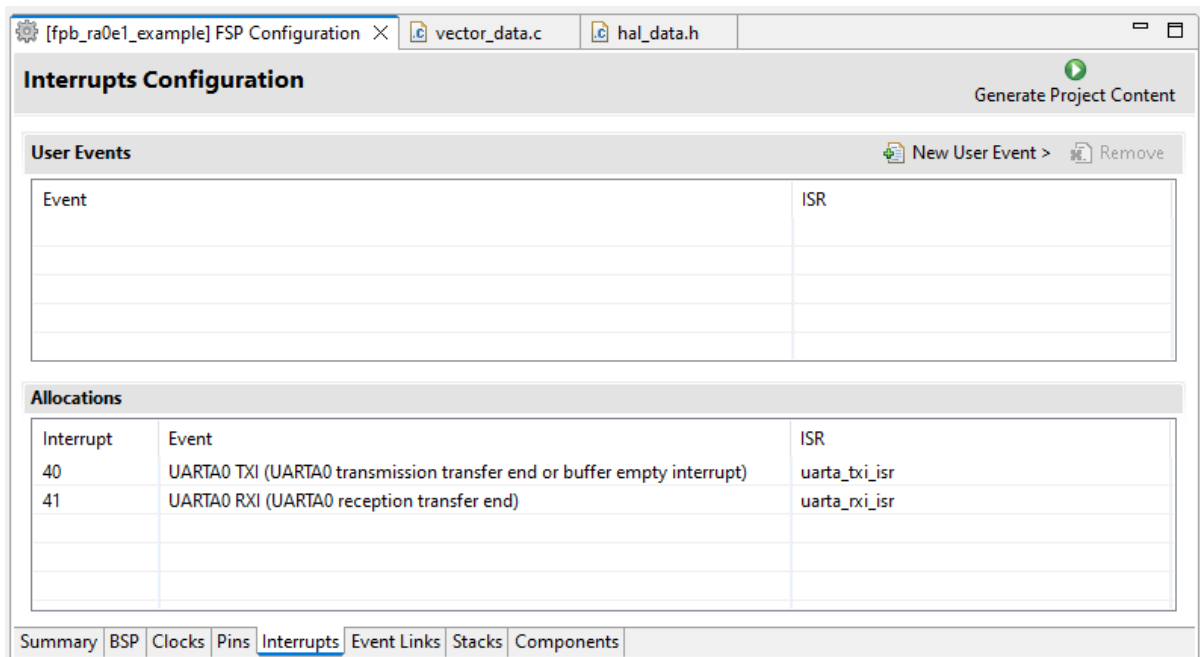 [fpb_ra0e1_example] FSP Configuration vector_data.c hal_data.h
Interrupts Configuration
Generate Project Content
User Events New User Event > Remove
Event ISR
Allocations
Interrupt Event ISR
40 UARTA0 TXI (UARTA0 transmission transfer end or buffer empty interrupt) uarta_txi_isr
41 UARTA0 RXI (UARTA0 reception transfer end) uarta_rxi_isr
Summary BSP Clocks Pins Interrupts Event Links Stacks Components